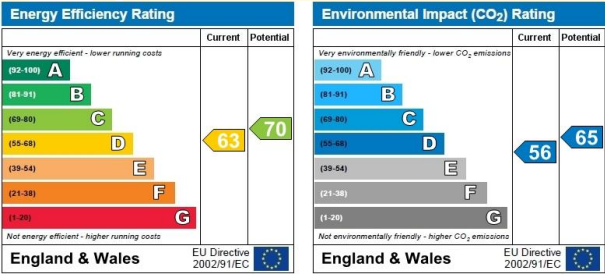 Energy Efficiency Rating
Current Potential
Very energy efficient - lower running costs
(92-100) A
(81-91) B
(69-80) C
(55-68) D
(39-54) E
(21-38) F
(1-20) G
63
70
Not energy efficient - higher running costs
England & Wales
EU Directive
2002/91/EC
Environmental Impact (CO2) Rating
Current Potential
Very environmentally friendly - lower CO2 emissions
(92-100) A
(81-91) B
(69-80) C
(55-68) D
(39-54) E
(21-38) F
(1-20) G
56
65
Not environmentally friendly - higher CO2 emissions
England & Wales
EU Directive
2002/91/EC